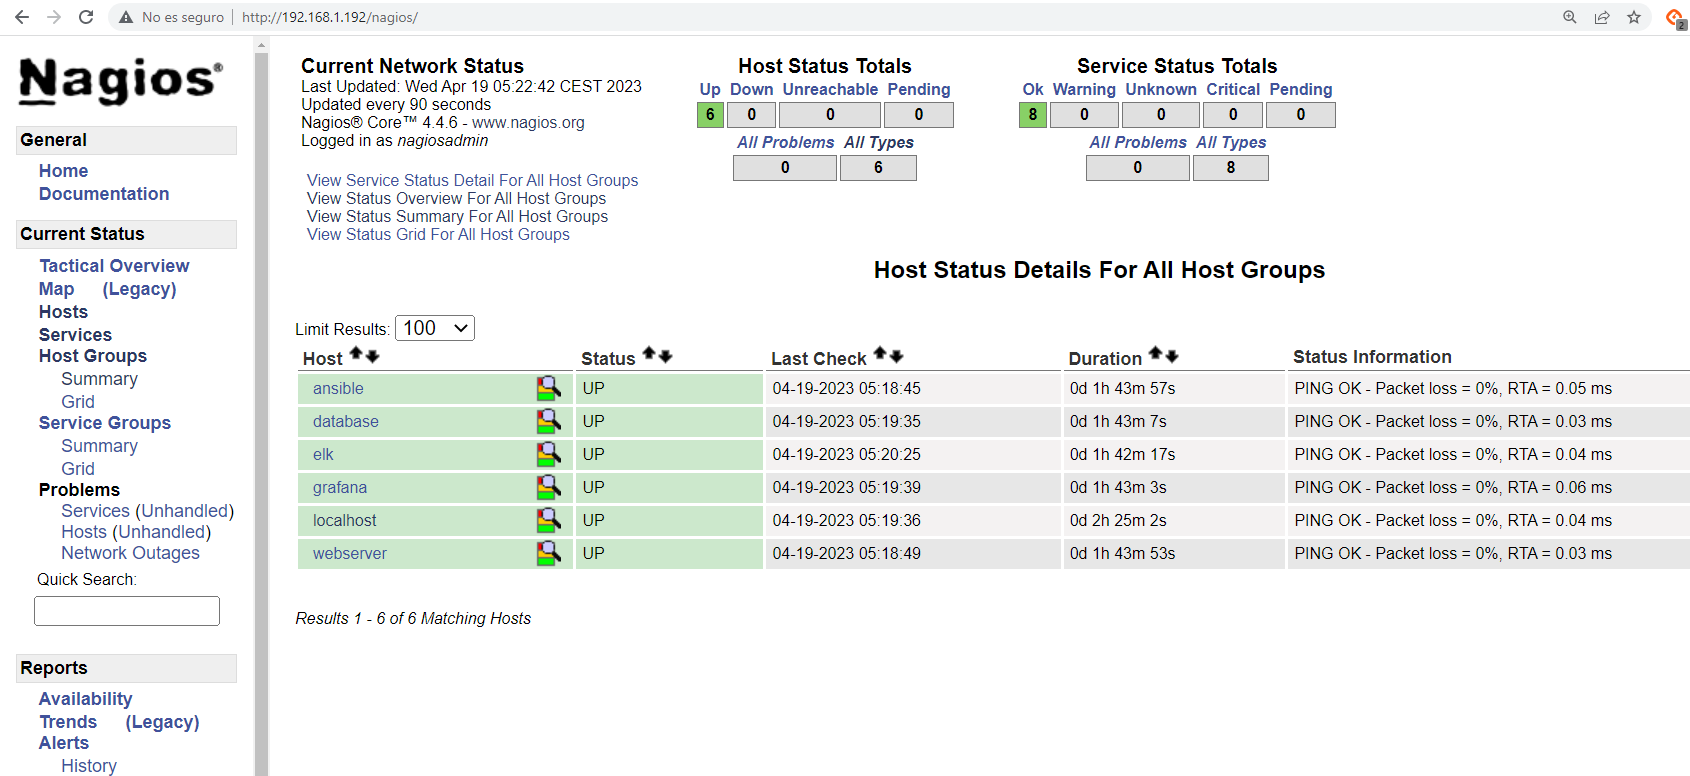 No es seguro | http://192.168.1.192/nagios/
2
Nagios®
General
Home
Documentation
Current Status
Tactical Overview
Map (Legacy)
Hosts
Services
Host Groups
Summary
Grid
Service Groups
Summary
Grid
Problems
Services (Unhandled)
Hosts (Unhandled)
Network Outages
Quick Search:
Reports
Availability
Trends (Legacy)
Alerts
History
Current Network Status
Last Updated: Wed Apr 19 05:22:42 CEST 2023
Updated every 90 seconds
Nagios® Core™ 4.4.6 - www.nagios.org
Logged in as nagiosadmin
View Service Status Detail For All Host Groups
View Status Overview For All Host Groups
View Status Summary For All Host Groups
View Status Grid For All Host Groups
Host Status Totals
Up Down Unreachable Pending
6 0 0 0
All Problems All Types
0 6
Service Status Totals
Ok Warning Unknown Critical Pending
8 0 0 0 0
All Problems All Types
0 8
Host Status Details For All Host Groups
Limit Results: 100
Host Status Last Check Duration Status Information
ansible UP 04-19-2023 05:18:45 0d 1h 43m 57s PING OK - Packet loss = 0%, RTA = 0.05 ms
database UP 04-19-2023 05:19:35 0d 1h 43m 7s PING OK - Packet loss = 0%, RTA = 0.03 ms
elk UP 04-19-2023 05:20:25 0d 1h 42m 17s PING OK - Packet loss = 0%, RTA = 0.04 ms
grafana UP 04-19-2023 05:19:39 0d 1h 43m 3s PING OK - Packet loss = 0%, RTA = 0.06 ms
localhost UP 04-19-2023 05:19:36 0d 2h 25m 2s PING OK - Packet loss = 0%, RTA = 0.04 ms
webserver UP 04-19-2023 05:18:49 0d 1h 43m 53s PING OK - Packet loss = 0%, RTA = 0.03 ms
Results 1 - 6 of 6 Matching Hosts